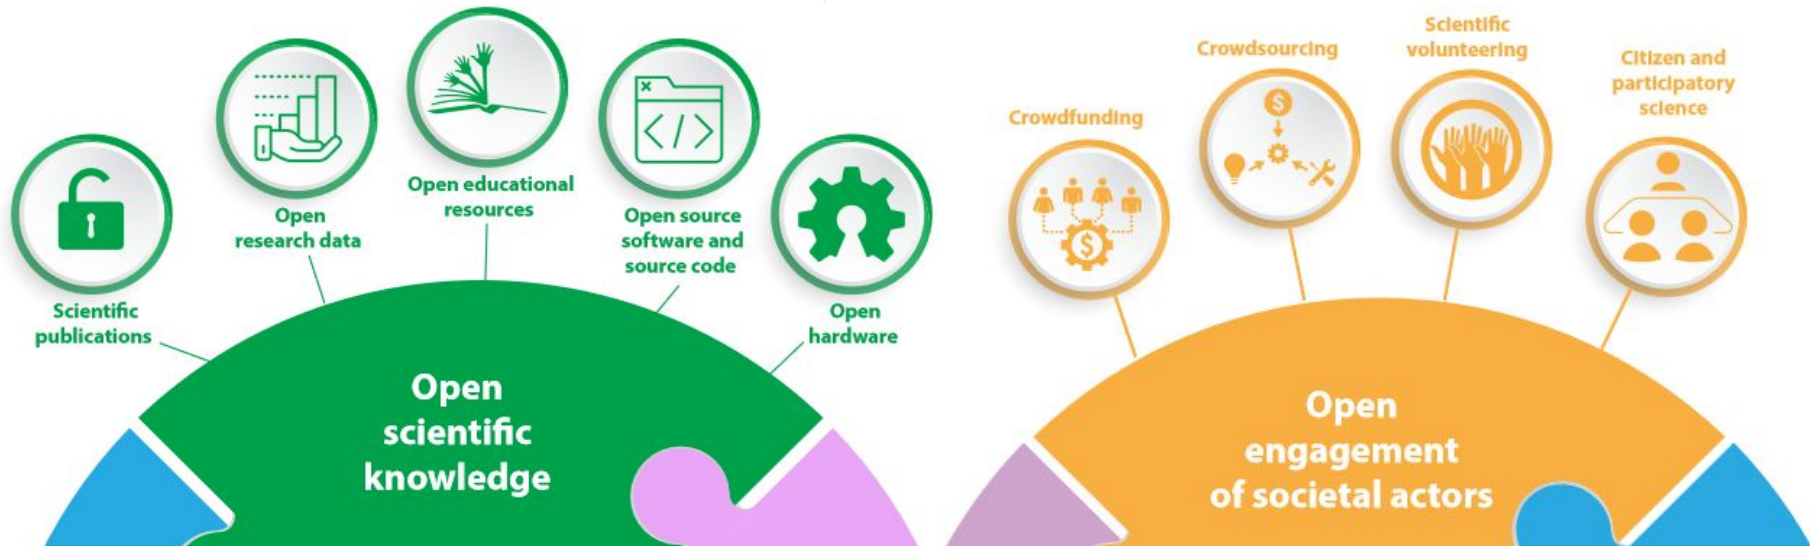 Scientific
publications
Open
research data
Open educational
resources
Open source
software and
source code
Open
hardware
Open
scientific
knowledge
Crowdfunding
Crowdsourcing
Scientific
volunteering
Citizen and
participatory
science
Open
engagement
of societal actors